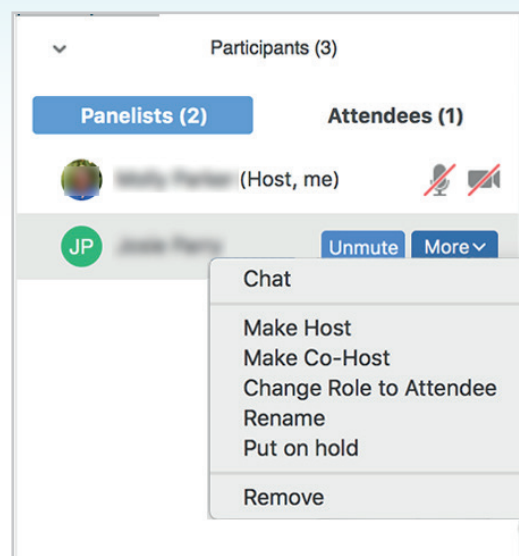 Participants (3)
Panelists (2) Attendees (1)
(Host, me)
JP Unmute More
Chat
Make Host
Make Co-Host
Change Role to Attendee
Rename
Put on hold
Remove